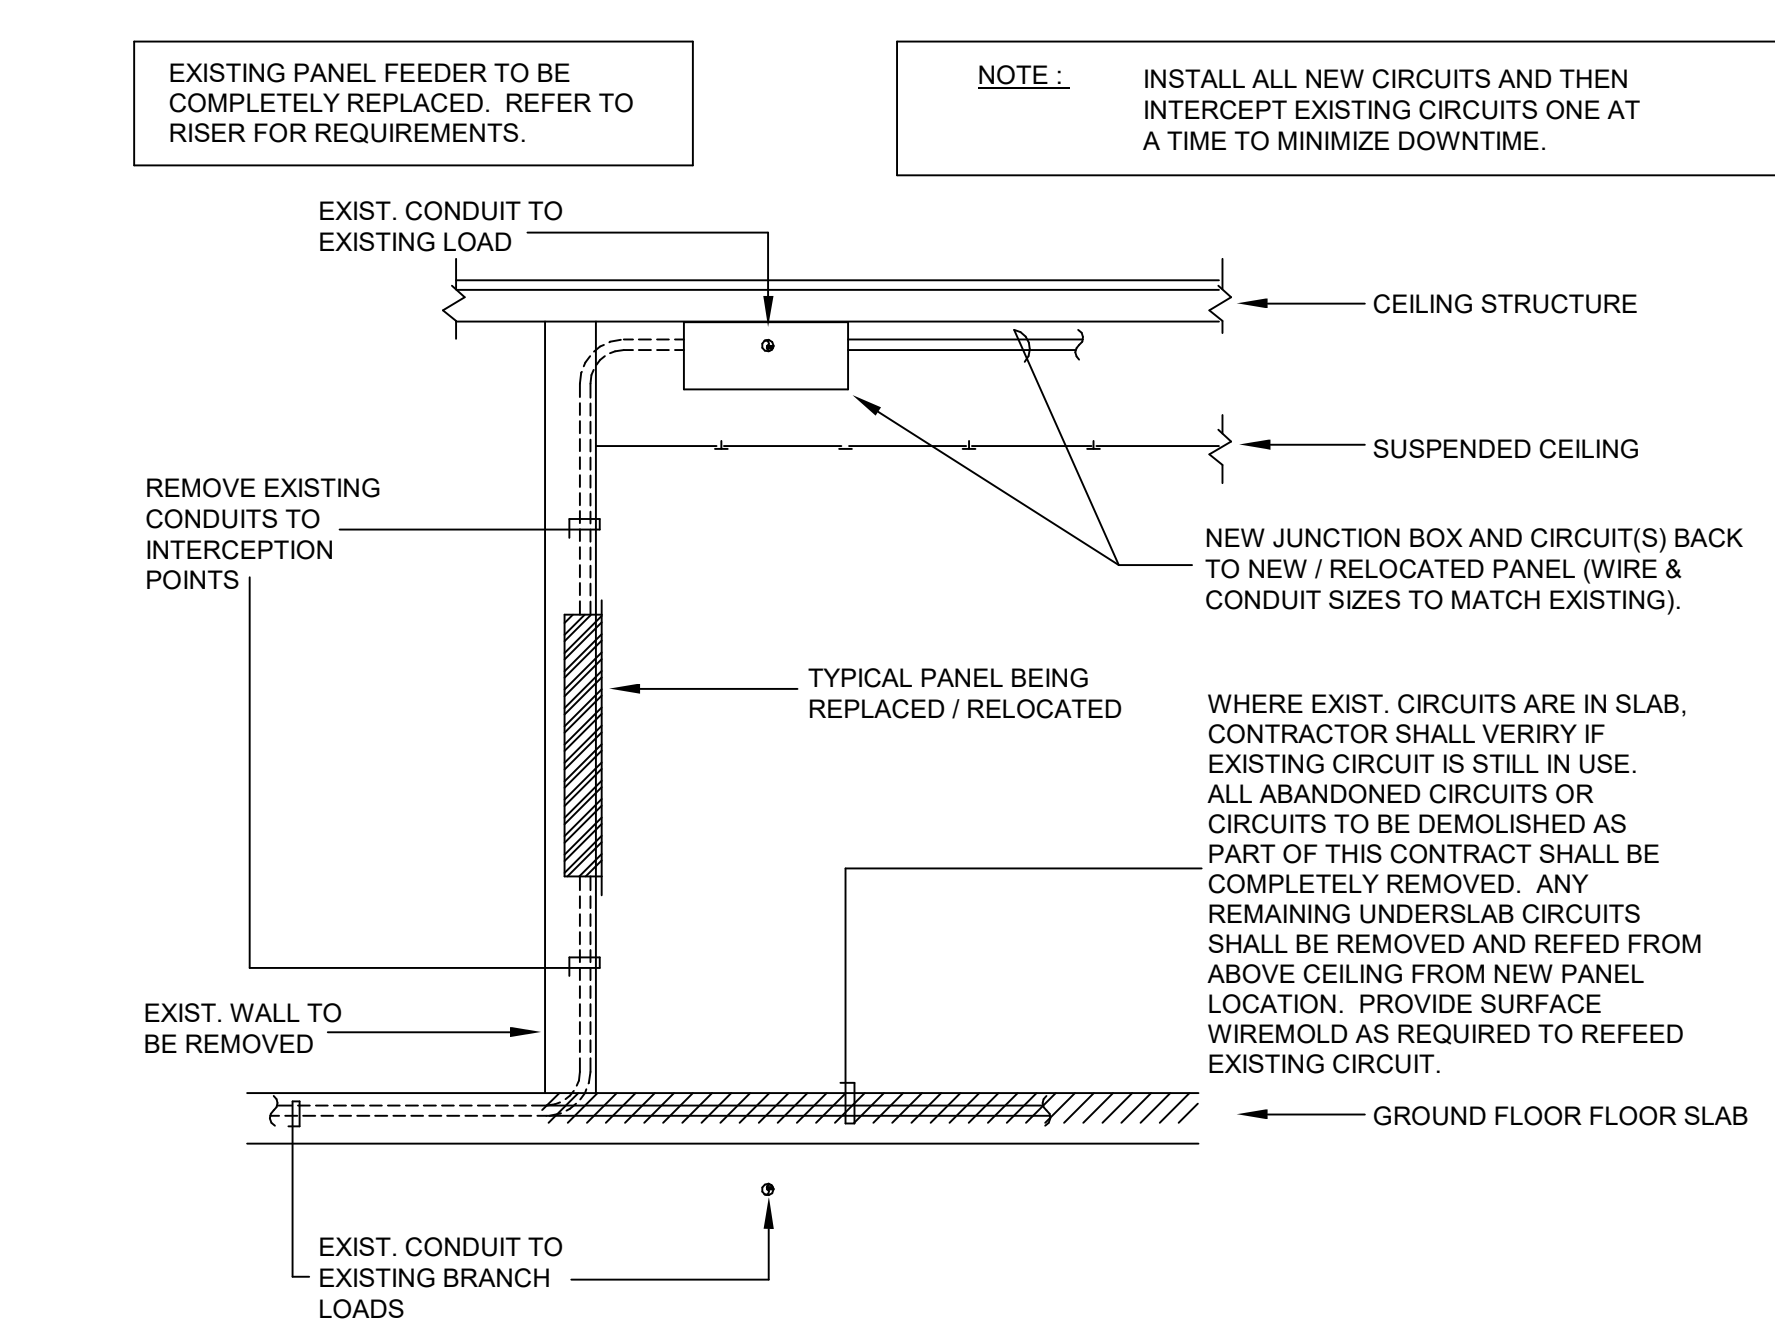 EXISTING PANEL FEEDER TO BE
COMPLETELY REPLACED. REFER TO
RISER FOR REQUIREMENTS.
NOTE :
INSTALL ALL NEW CIRCUITS AND THEN
INTERCEPT EXISTING CIRCUITS ONE AT
A TIME TO MINIMIZE DOWNTIME.
EXIST. CONDUIT TO
EXISTING LOAD
CEILING STRUCTURE
SUSPENDED CEILING
REMOVE EXISTING
CONDUITS TO
INTERCEPTION
POINTS
NEW JUNCTION BOX AND CIRCUIT(S) BACK
TO NEW / RELOCATED PANEL (WIRE &
CONDUIT SIZES TO MATCH EXISTING).
TYPICAL PANEL BEING
REPLACED / RELOCATED
WHERE EXIST. CIRCUITS ARE IN SLAB,
CONTRACTOR SHALL VERIRY IF
EXISTING CIRCUIT IS STILL IN USE.
ALL ABANDONED CIRCUITS OR
CIRCUITS TO BE DEMOLISHED AS
PART OF THIS CONTRACT SHALL BE
COMPLETELY REMOVED. ANY
REMAINING UNDERSLAB CIRCUITS
SHALL BE REMOVED AND REFED FROM
ABOVE CEILING FROM NEW PANEL
LOCATION. PROVIDE SURFACE
WIREMOLD AS REQUIRED TO REFEED
EXISTING CIRCUIT.
EXIST. WALL TO
BE REMOVED
GROUND FLOOR FLOOR SLAB
EXIST. CONDUIT TO
EXISTING BRANCH
LOADS